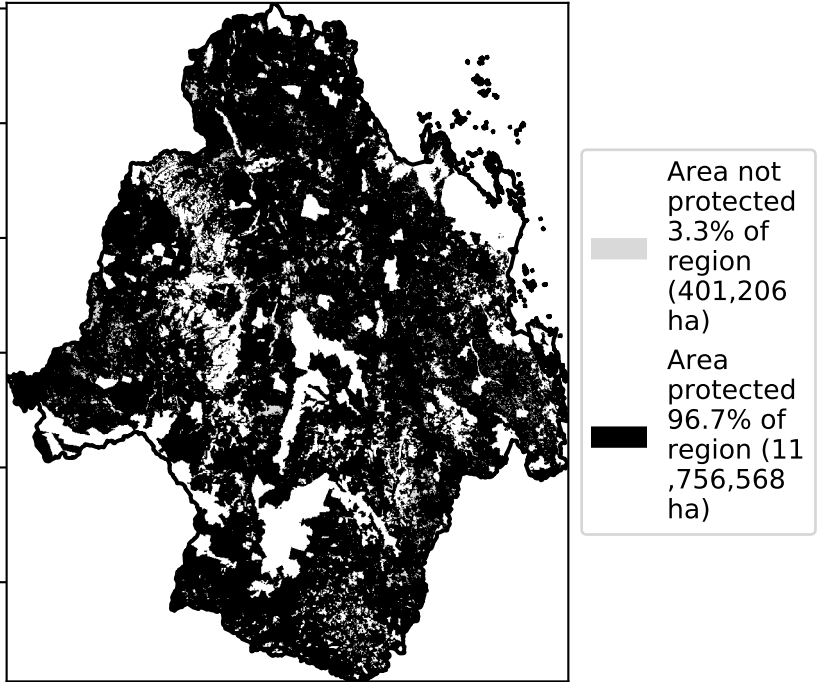 Area not
protected
3.3% of
region
(401,206
ha)
Area
protected
96.7% of
region (11
,756,568
ha)